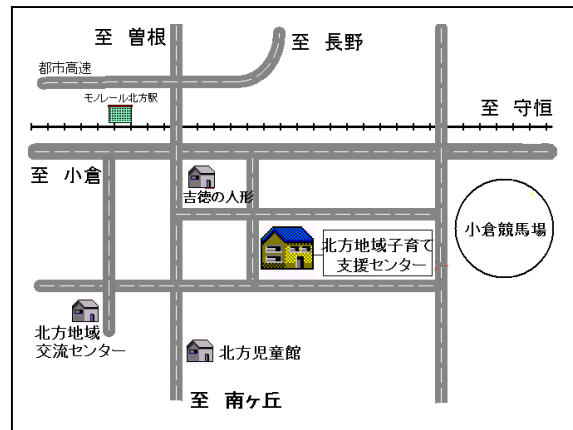 至 曽根
至 長野
都市高速
モノレール北方駅
至 守恒
至 小倉
吉徳の人形
小倉競馬場
北方地域子育て
支援センター
北方地域
交流センター
北方児童館
至 南ヶ丘